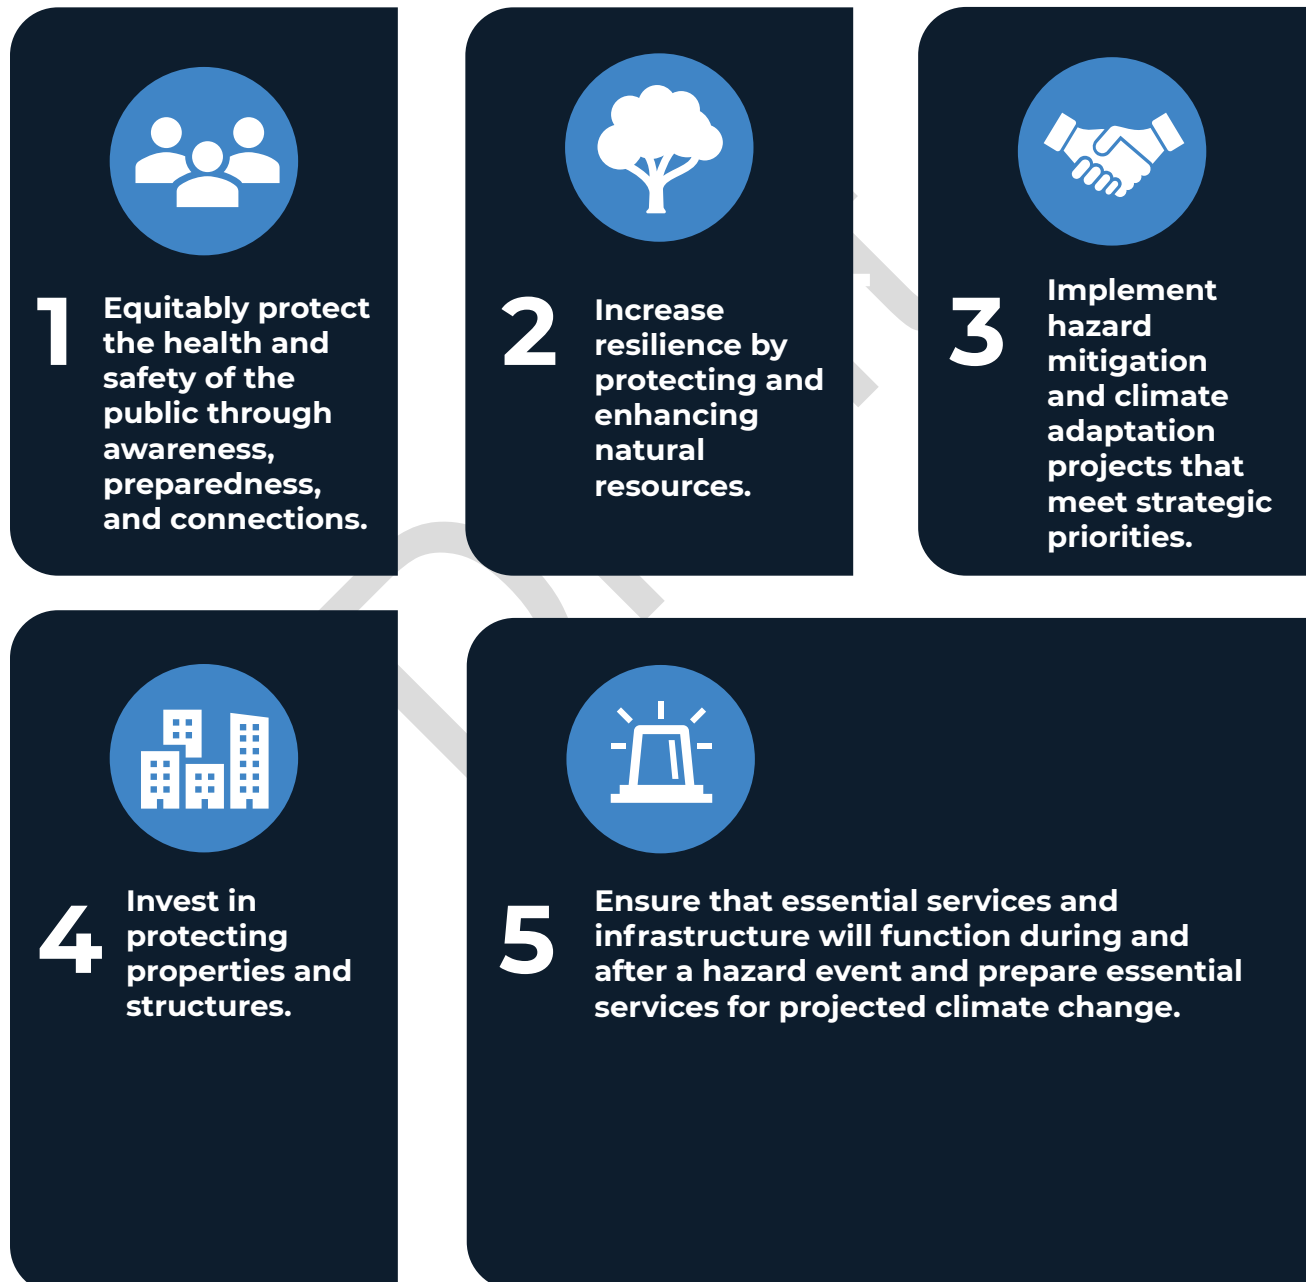 1
Equitably protect
the health and
safety of the
public through
awareness,
preparedness,
and connections.
2
Increase
resilience by
protecting and
enhancing
natural
resources.
3
Implement
hazard
mitigation
and climate
adaptation
projects that
meet strategic
priorities.
4
Invest in
protecting
properties and
structures.
5
Ensure that essential services and
infrastructure will function during and
after a hazard event and prepare essential
services for projected climate change.